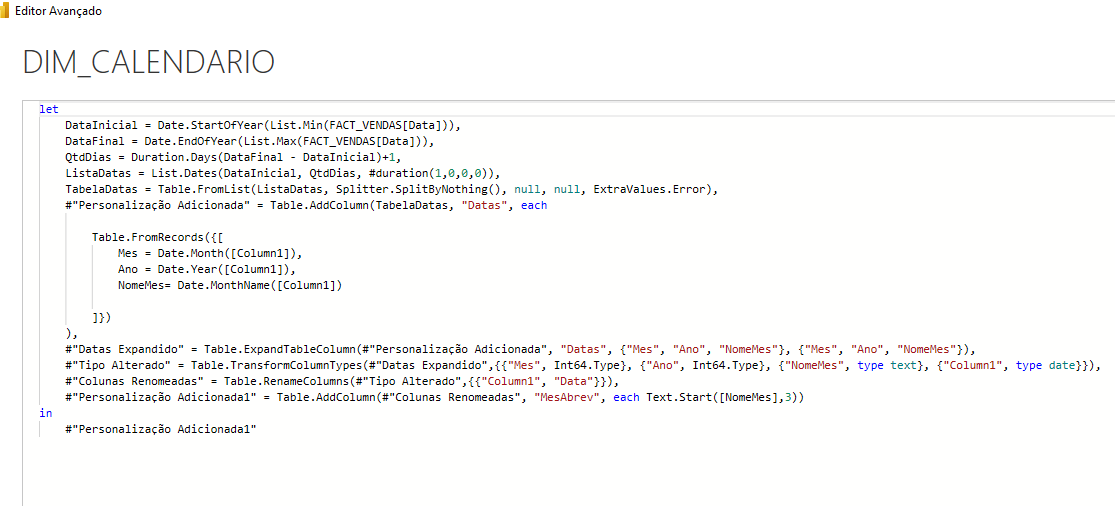 Editor Avançado
DIM_CALENDARIO
let
DataInicial = Date.StartOfYear(List.Min(FACT_VENDAS[Data])),
DataFinal = Date.EndOfYear(List.Max(FACT_VENDAS[Data])),
QtdDias = Duration.Days(DataFinal - DataInicial)+1,
ListaDatas = List.Dates(DataInicial, QtdDias, #duration(1,0,0,0)),
TabelaDatas = Table.FromList(ListaDatas, Splitter.SplitByNothing(), null, null, ExtraValues.Error),
#"Personalização Adicionada" = Table.AddColumn(TabelaDatas, "Datas", each
Table.FromRecords({[
Mes = Date.Month([Column1]),
Ano = Date.Year([Column1]),
NomeMes= Date.MonthName([Column1])
]})
),
#"Datas Expandido" = Table.ExpandTableColumn(#"Personalização Adicionada", "Datas", {"Mes", "Ano", "NomeMes"}, {"Mes", "Ano", "NomeMes"}),
#"Tipo Alterado" = Table.TransformColumnTypes(#"Datas Expandido",{{"Mes", Int64.Type}, {"Ano", Int64.Type}, {"NomeMes", type text}, {"Column1", type date}}),
#"Colunas Renomeadas" = Table.RenameColumns(#"Tipo Alterado",{{"Column1", "Data"}}),
#"Personalização Adicionada1" = Table.AddColumn(#"Colunas Renomeadas", "MesAbrev", each Text.Start([NomeMes],3))
in
#"Personalização Adicionada1"